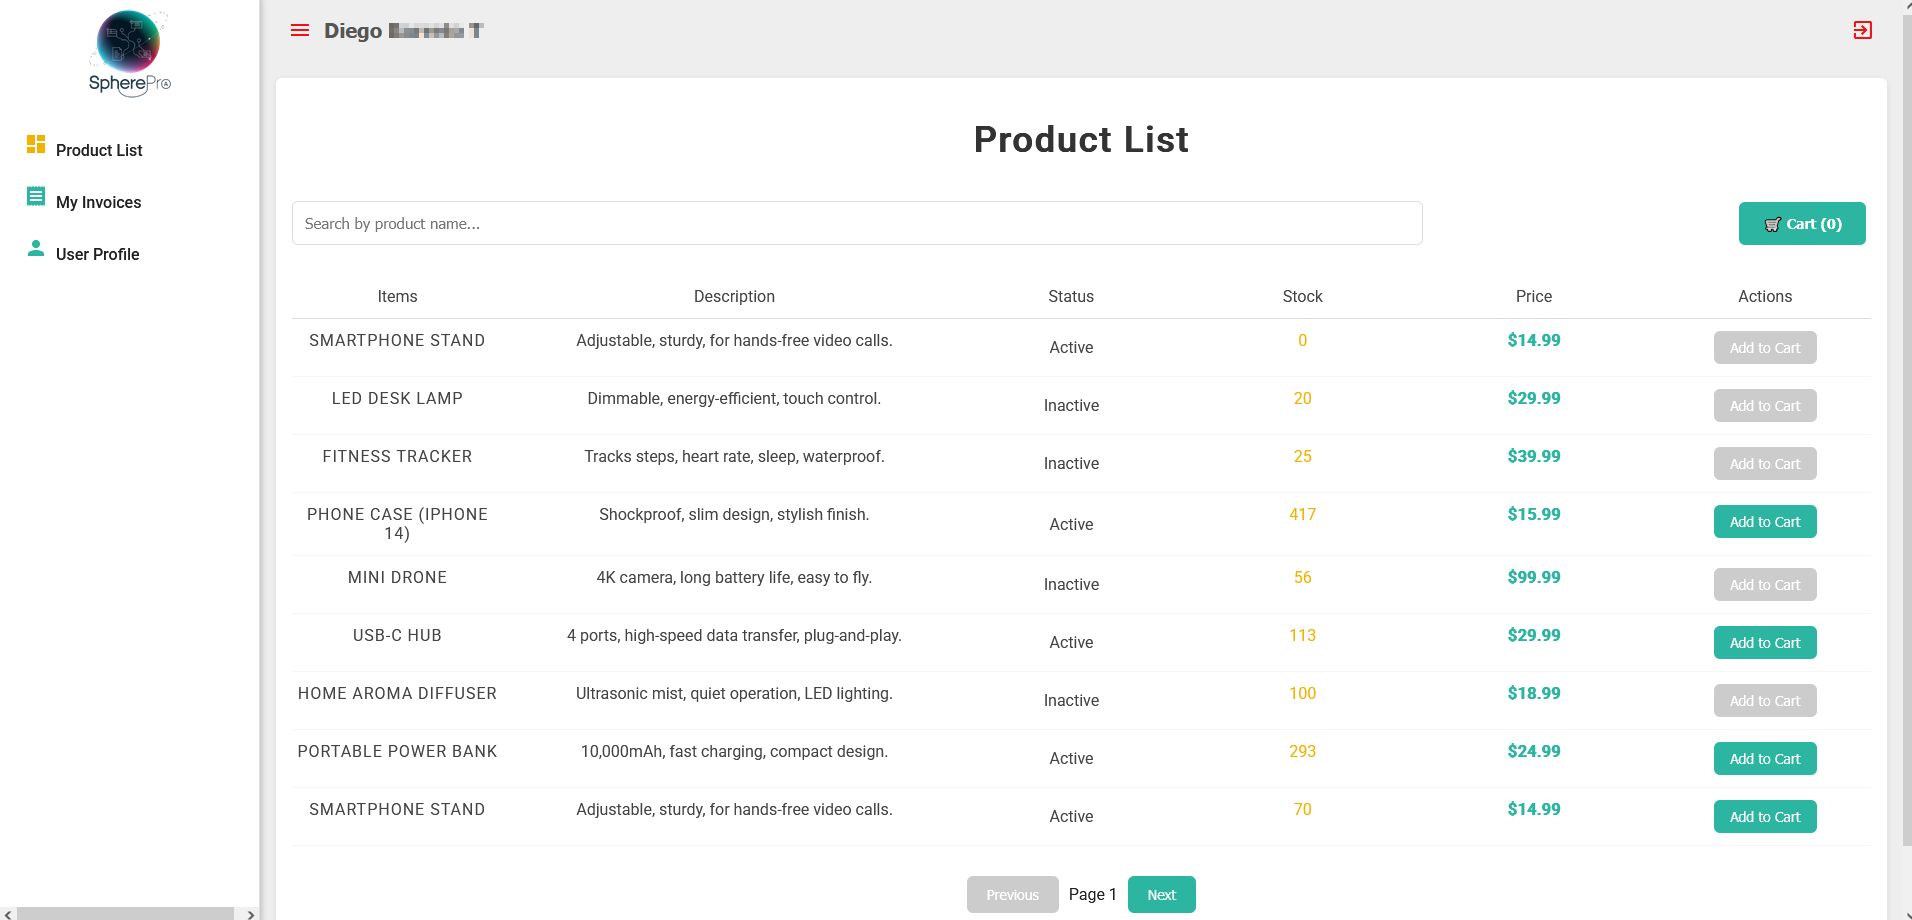 SpherePro
Diego T
Product List
My Invoices
User Profile
Product List
Search by product name...
Cart (0)
Items Description Status Stock Price Actions
SMARTPHONE STAND Adjustable, sturdy, for hands-free video calls. Active 0 $14.99 Add to Cart
LED DESK LAMP Dimmable, energy-efficient, touch control. Inactive 20 $29.99 Add to Cart
FITNESS TRACKER Tracks steps, heart rate, sleep, waterproof. Inactive 25 $39.99 Add to Cart
PHONE CASE (IPHONE Shockproof, slim design, stylish finish. Active 417 $15.99 Add to Cart
14)
MINI DRONE 4K camera, long battery life, easy to fly. Inactive 56 $99.99 Add to Cart
USB-C HUB 4 ports, high-speed data transfer, plug-and-play. Active 113 $29.99 Add to Cart
HOME AROMA DIFFUSER Ultrasonic mist, quiet operation, LED lighting. Inactive 100 $18.99 Add to Cart
PORTABLE POWER BANK 10,000mAh, fast charging, compact design. Active 293 $24.99 Add to Cart
SMARTPHONE STAND Adjustable, sturdy, for hands-free video calls. Active 70 $14.99 Add to Cart
Previous Page 1 Next